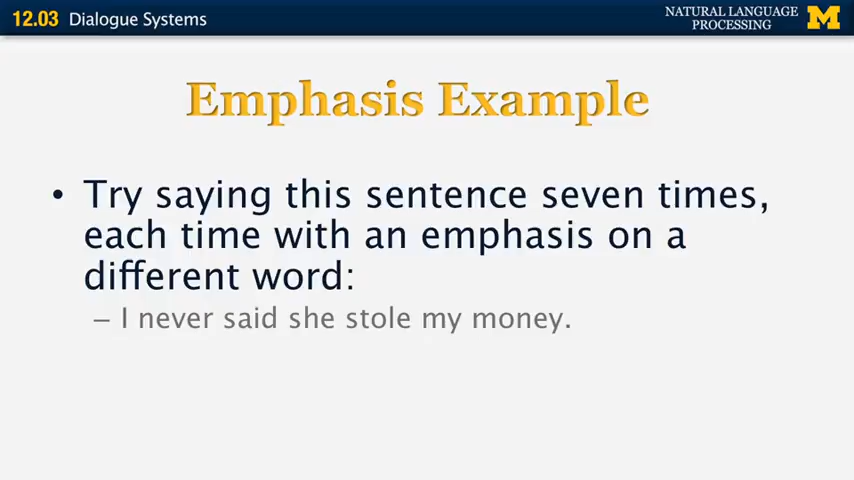 12.03 Dialogue Systems
NATURAL LANGUAGE
PROCESSING
M
Emphasis Example
• Try saying this sentence seven times,
each time with an emphasis on a
different word:
– I never said she stole my money.